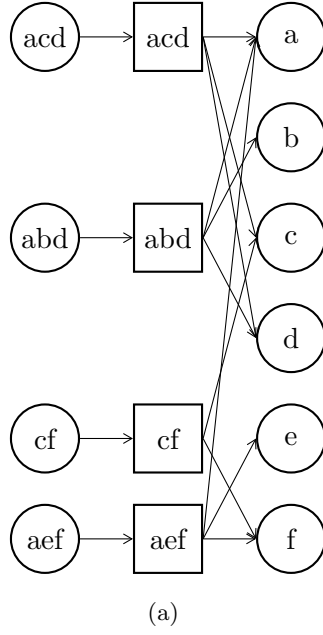 acd acd a
b
abd abd c
d
cf cf e
aef aef f
(a)